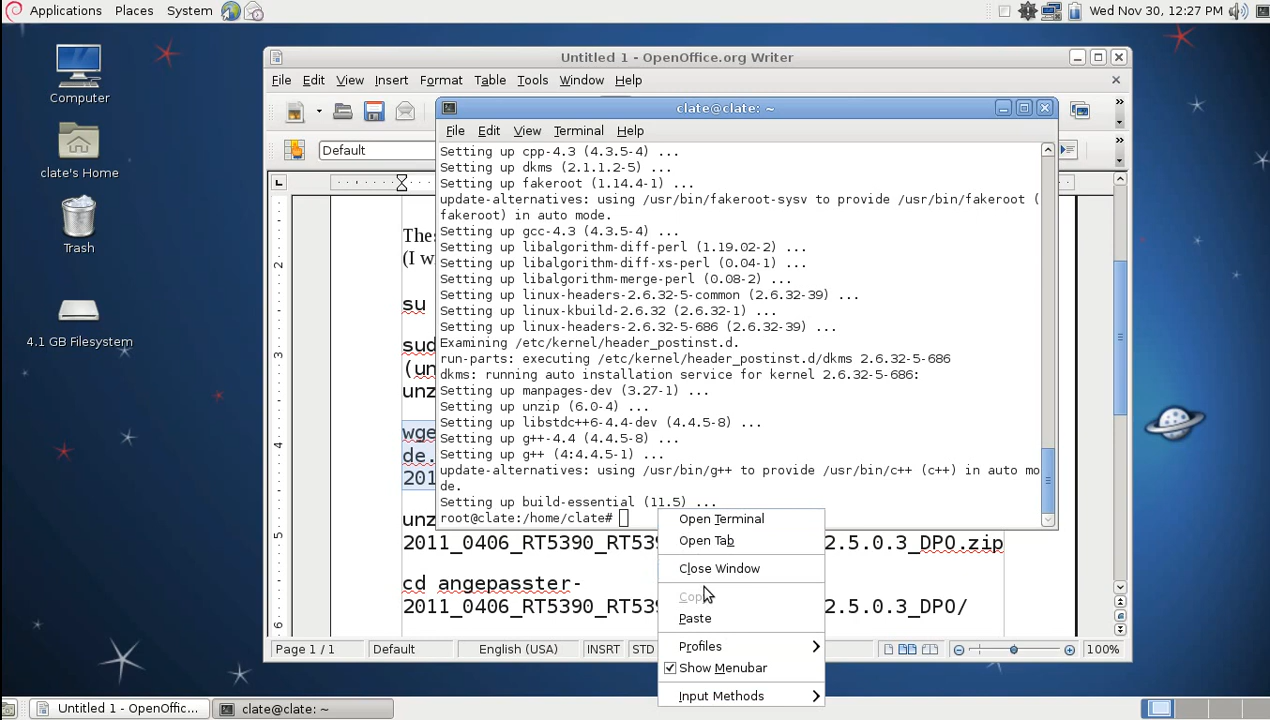 Applications Places System Wed Nov 30, 12:27 PM
Computer
clate's Home
Trash
4.1 GB Filesystem
Untitled 1 - OpenOffice.org Writer
File Edit View Insert Format Table Tools Window Help
Default
clate@clate: ~
File Edit View Terminal Help
Setting up cpp-4.3 (4.3.5-4) ...
Setting up dkms (2.1.1.2-5) ...
Setting up fakeroot (1.14.4-1) ...
update-alternatives: using /usr/bin/fakeroot-sysv to provide /usr/bin/fakeroot (
fakeroot) in auto mode.
Setting up gcc-4.3 (4.3.5-4) ...
Setting up libalgorithm-diff-perl (1.19.02-2) ...
Setting up libalgorithm-diff-xs-perl (0.04-1) ...
Setting up libalgorithm-merge-perl (0.08-2) ...
Setting up linux-headers-2.6.32-5-common (2.6.32-39) ...
Setting up linux-kbuild-2.6.32 (2.6.32-1) ...
Setting up linux-headers-2.6.32-5-686 (2.6.32-39) ...
Examining /etc/kernel/header_postinst.d.
run-parts: executing /etc/kernel/header_postinst.d/dkms 2.6.32-5-686
dkms: running auto installation service for kernel 2.6.32-5-686:
Setting up manpages-dev (3.27-1) ...
Setting up unzip (6.0-4) ...
Setting up libstdc++6-4.4-dev (4.4.5-8) ...
Setting up g++-4.4 (4.4.5-8) ...
Setting up g++ (4:4.4.5-1) ...
update-alternatives: using /usr/bin/g++ to provide /usr/bin/c++ (c++) in auto mo
de.
Setting up build-essential (11.5) ...
root@clate:/home/clate#
Open Terminal
Open Tab
Close Window
Copy
Paste
Profiles
Show Menubar
Input Methods
2
3
4
5
6
Thes
(I w
su
sud
(un
unz
wge
de.
201
unz
2011_0406_RT5390_RT53 2.5.0.3_DPO.zip
cd angepasster-
2011_0406_RT5390_RT53 2.5.0.3_DPO/
Page 1 / 1 Default English (USA) INSRT STD 100%
Untitled 1 - OpenOffic... clate@clate: ~